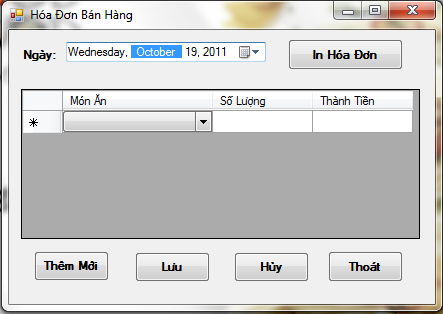 Hóa Đơn Bán Hàng
Ngày: Wednesday, October 19, 2011 In Hóa Đơn
Món Ăn Số Lượng Thành Tiền
Thêm Mới Lưu Hủy Thoát